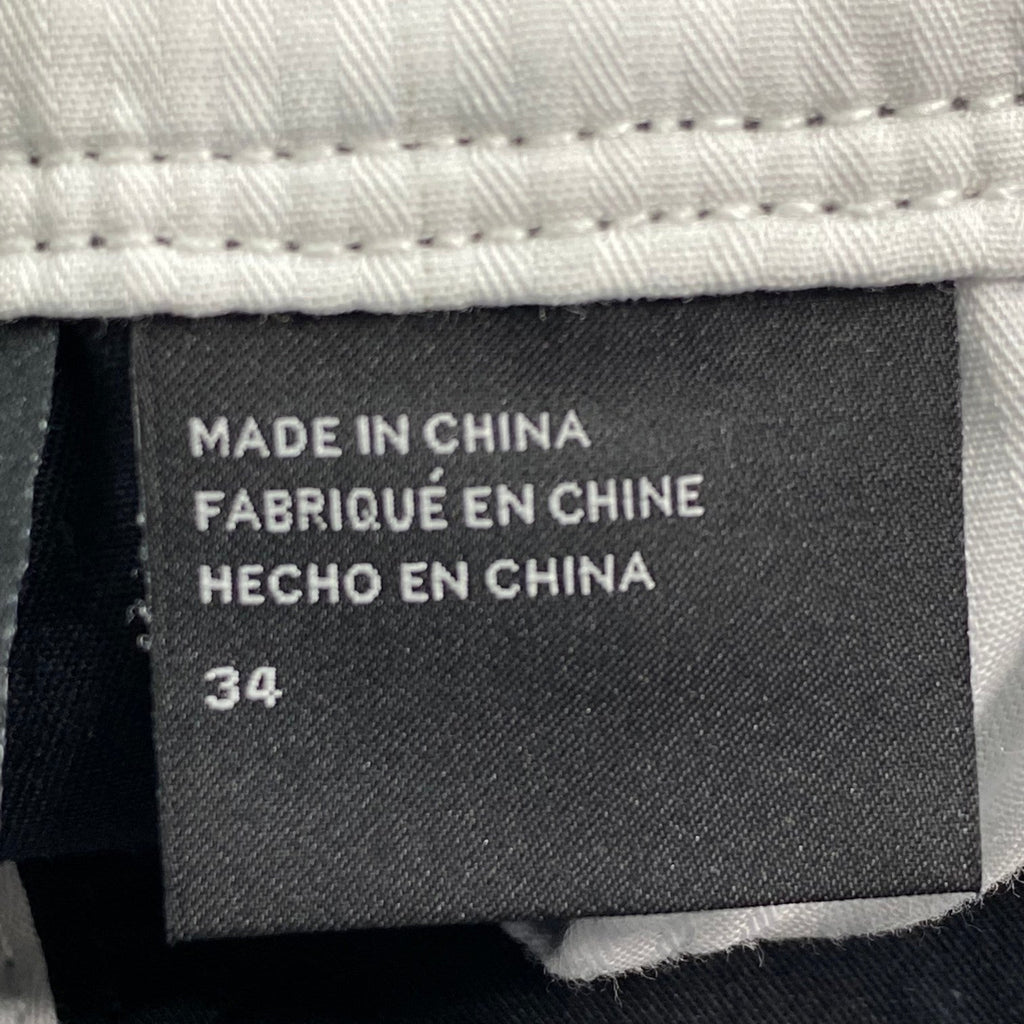 MADE IN CHINA
FABRIQUÉ EN CHINE
HECHO EN CHINA
34